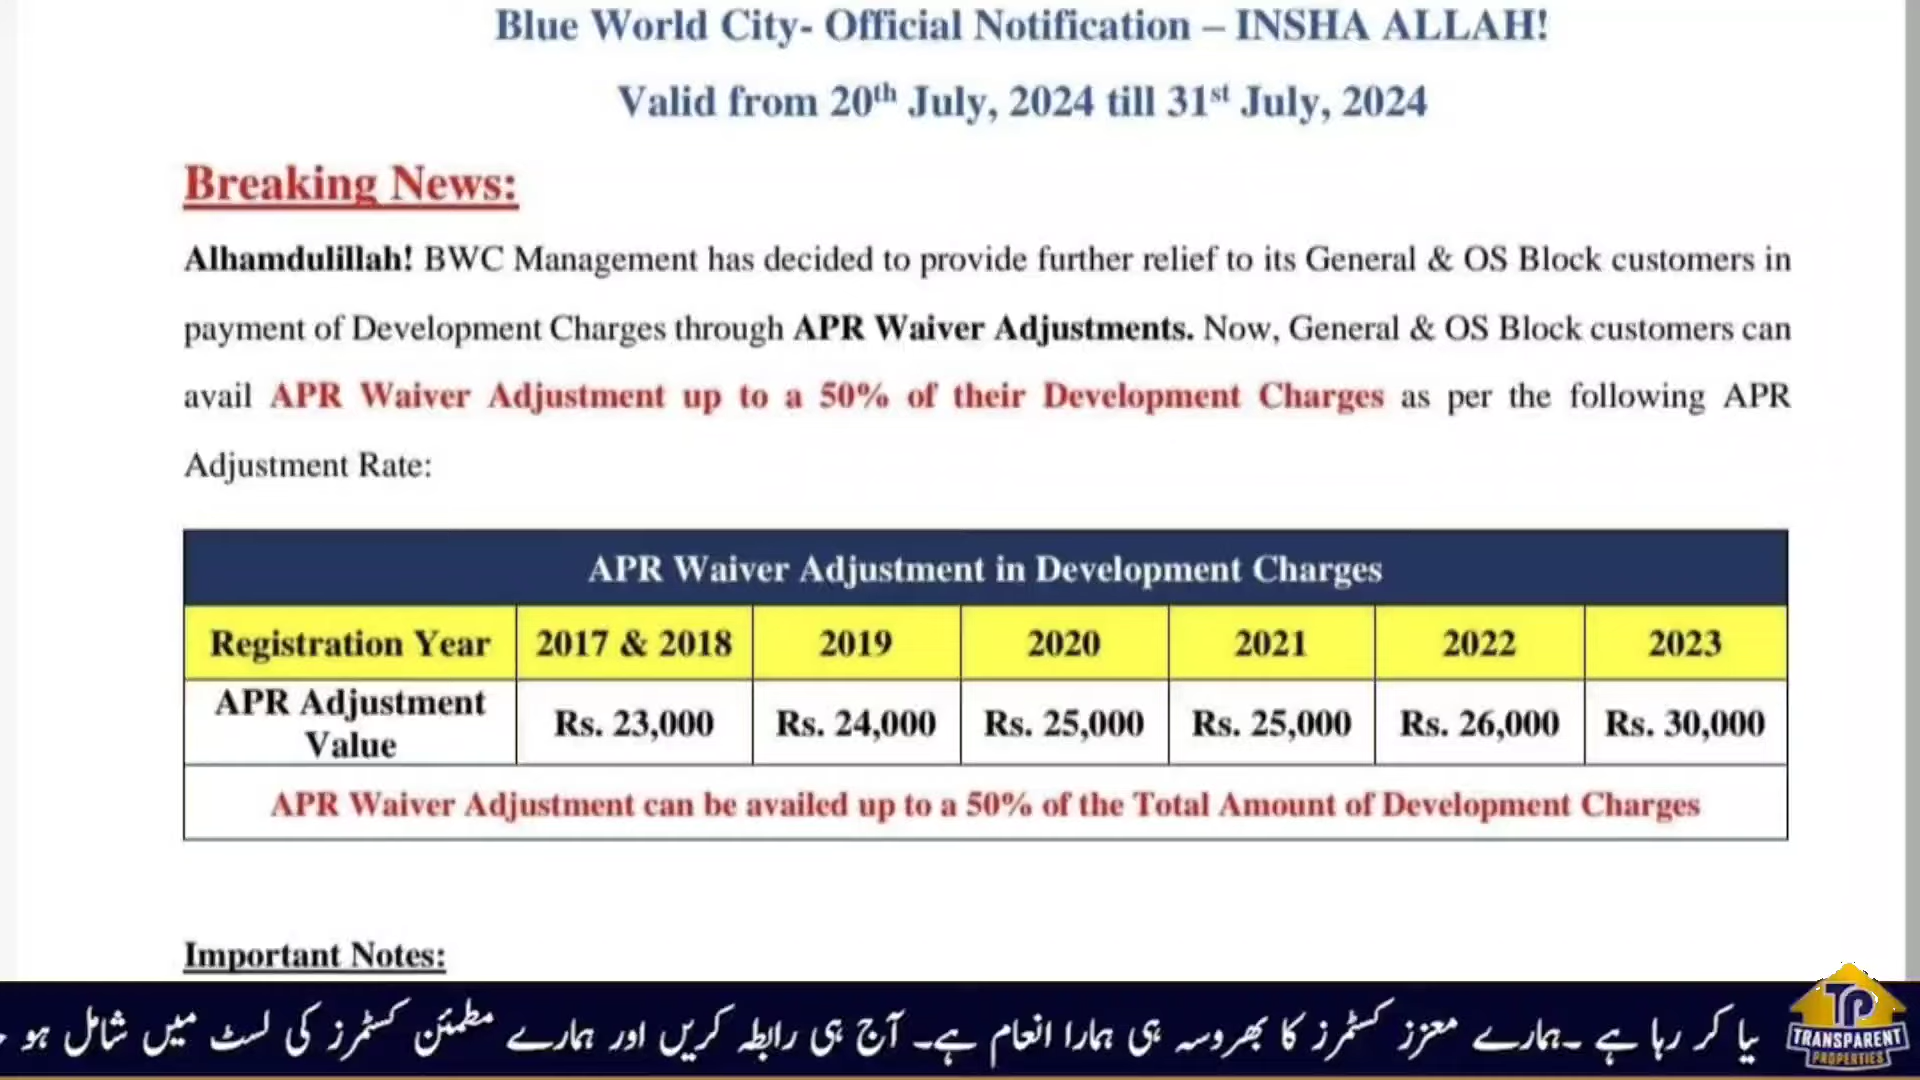 Blue World City- Official Notification – INSHA ALLAH!
Valid from 20th July, 2024 till 31st July, 2024
Breaking News:
Alhamdulillah! BWC Management has decided to provide further relief to its General & OS Block customers in
payment of Development Charges through APR Waiver Adjustments. Now, General & OS Block customers can
avail APR Waiver Adjustment up to a 50% of their Development Charges as per the following APR
Adjustment Rate:
APR Waiver Adjustment in Development Charges
Registration Year 2017 & 2018 2019 2020 2021 2022 2023
APR Adjustment
Value Rs. 23,000 Rs. 24,000 Rs. 25,000 Rs. 25,000 Rs. 26,000 Rs. 30,000
APR Waiver Adjustment can be availed up to a 50% of the Total Amount of Development Charges
Important Notes:
یا کر رہا ہے ۔ہمارے معزز کسٹمرز کا بھروسہ ہی ہمارا انعام ہے۔ آج ہی رابطہ کریں اور ہمارے مطمئن کسٹمرز کی لسٹ میں شامل ہو
TP
TRANSPARENT
PROPERTIES